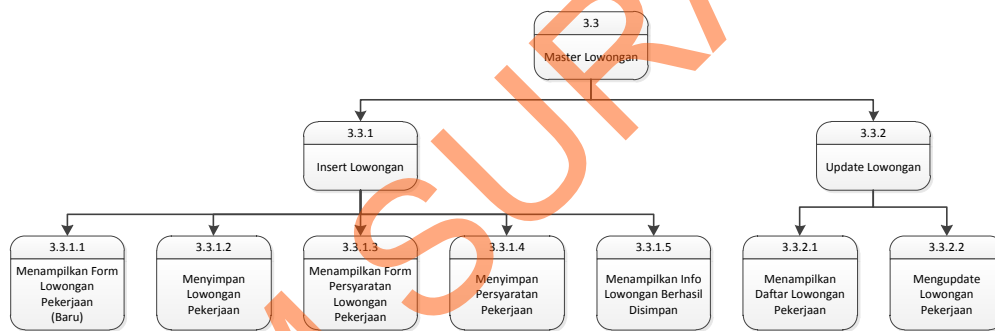 3.3
Master Lowongan
3.3.1
Insert Lowongan
3.3.2
Update Lowongan
3.3.1.1
Menampilkan Form
Lowongan
Pekerjaan
(Baru)
3.3.1.2
Menyimpan
Lowongan
Pekerjaan
3.3.1.3
Menampilkan Form
Persyaratan
Lowongan
Pekerjaan
3.3.1.4
Menyimpan
Persyaratan
Pekerjaan
3.3.1.5
Menampilkan Info
Lowongan Berhasil
Disimpan
3.3.2.1
Menampilkan
Daftar Lowongan
Pekerjaan
3.3.2.2
Mengupdate
Lowongan
Pekerjaan